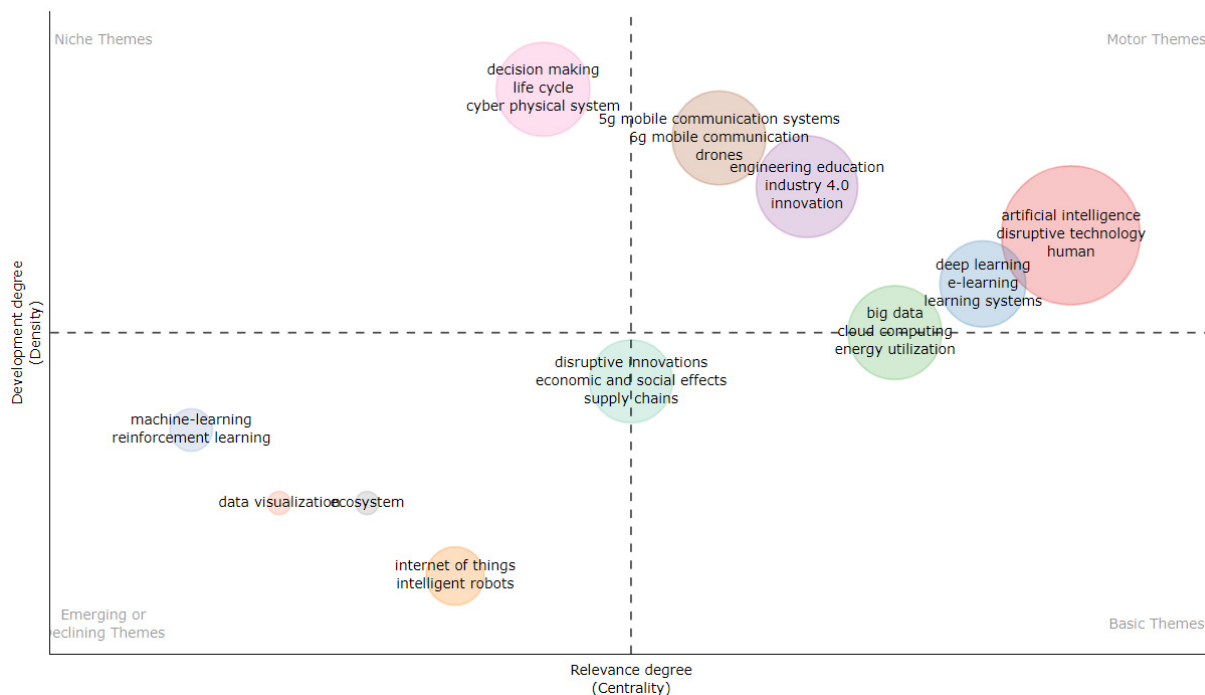 Niche Themes
Motor Themes
decision making
life cycle
cyber physical system
5g mobile communication systems
6g mobile communication
drones
engineering education
industry 4.0
innovation
artificial intelligence
disruptive technology
human
deep learning
e-learning
learning systems
big data
cloud computing
energy utilization
disruptive innovations
economic and social effects
supply chains
machine-learning
reinforcement learning
data visualization
ecosystem
internet of things
intelligent robots
Emerging or
Declining Themes
Basic Themes
Development degree
(Density)
Relevance degree
(Centrality)